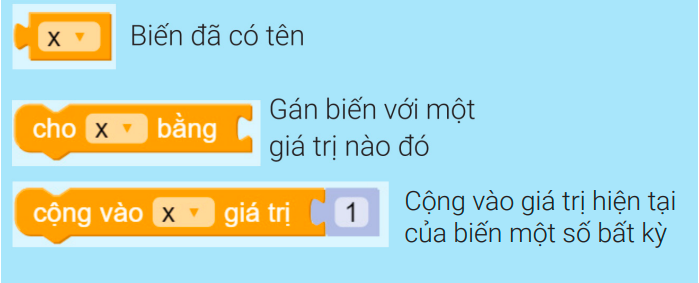 x Biến đã có tên
cho x bằng
Gán biến với một
giá trị nào đó
cộng vào x giá trị 1
Cộng vào giá trị hiện tại
của biến một số bất kỳ